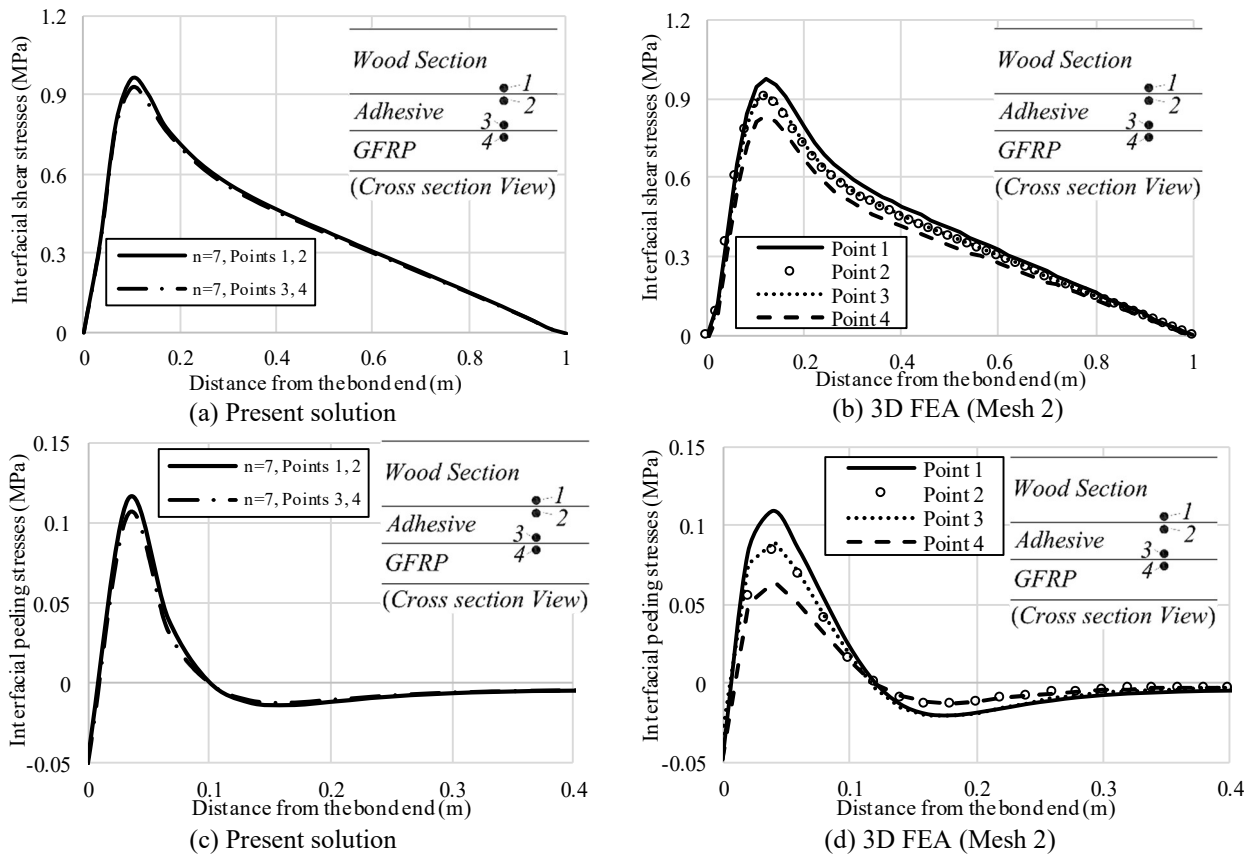 Interfacial shear stresses (MPa)
1.2
0.9
0.6
0.3
0
Wood Section
Adhesive
GFRP
(Cross section View)
1
2
3
4
n=7, Points 1, 2
n=7, Points 3, 4
0 0.2 0.4 0.6 0.8 1
Distance from the bond end (m)
(a) Present solution
Interfacial shear stresses (MPa)
1.2
0.9
0.6
0.3
0
Wood Section
Adhesive
GFRP
(Cross section View)
1
2
3
4
Point 1
Point 2
Point 3
Point 4
0 0.2 0.4 0.6 0.8 1
Distance from the bond end (m)
(b) 3D FEA (Mesh 2)
Interfacial peeling stresses (MPa)
0.15
0.1
0.05
0
-0.05
n=7, Points 1, 2
n=7, Points 3, 4
Wood Section
Adhesive
GFRP
(Cross section View)
1
2
3
4
0 0.1 0.2 0.3 0.4
Distance from the bond end (m)
(c) Present solution
Interfacial peeling stresses (MPa)
0.15
0.1
0.05
0
-0.05
Point 1
Point 2
Point 3
Point 4
Wood Section
Adhesive
GFRP
(Cross section View)
1
2
3
4
0 0.1 0.2 0.3 0.4
Distance from the bond end (m)
(d) 3D FEA (Mesh 2)